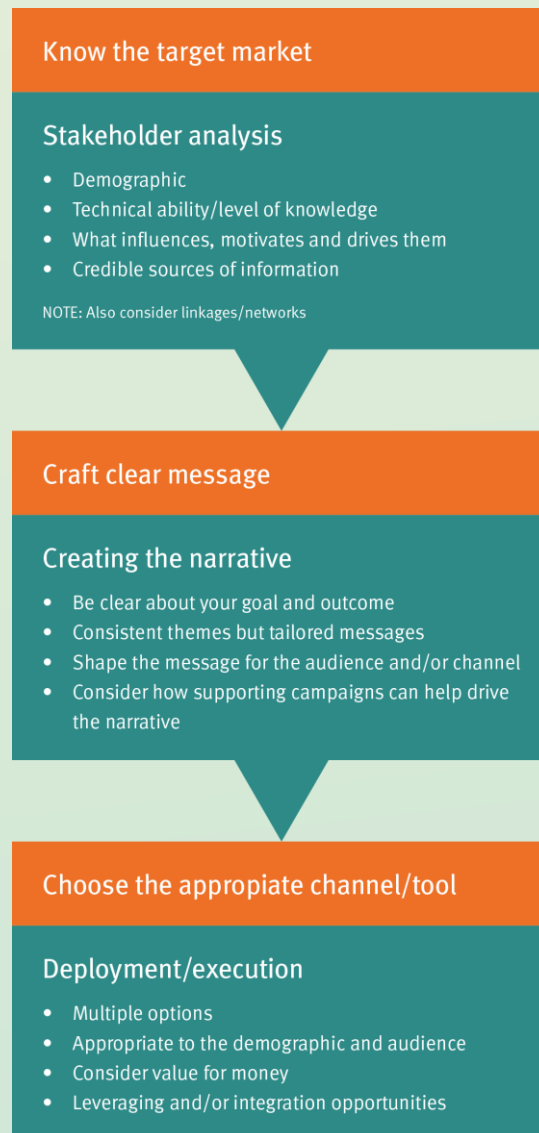 Know the target market
Stakeholder analysis
• Demographic
• Technical ability/level of knowledge
• What influences, motivates and drives them
• Credible sources of information
NOTE: Also consider linkages/networks
Craft clear message
Creating the narrative
• Be clear about your goal and outcome
• Consistent themes but tailored messages
• Shape the message for the audience and/or channel
• Consider how supporting campaigns can help drive
the narrative
Choose the appropiate channel/tool
Deployment/execution
• Multiple options
• Appropriate to the demographic and audience
• Consider value for money
• Leveraging and/or integration opportunities